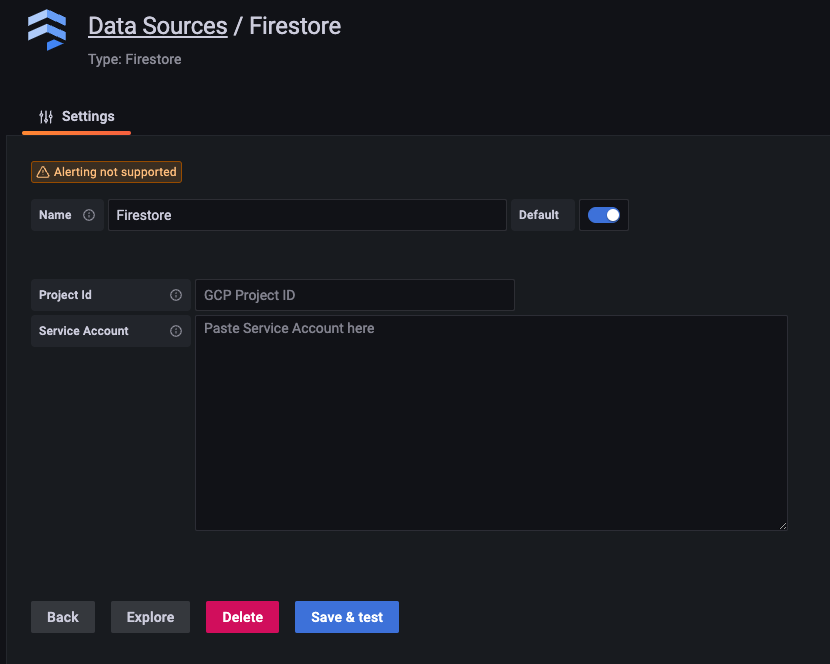 Data Sources / Firestore
Type: Firestore
Settings
Alerting not supported
Name Firestore Default
Project Id GCP Project ID
Service Account Paste Service Account here
Back Explore Delete Save & test